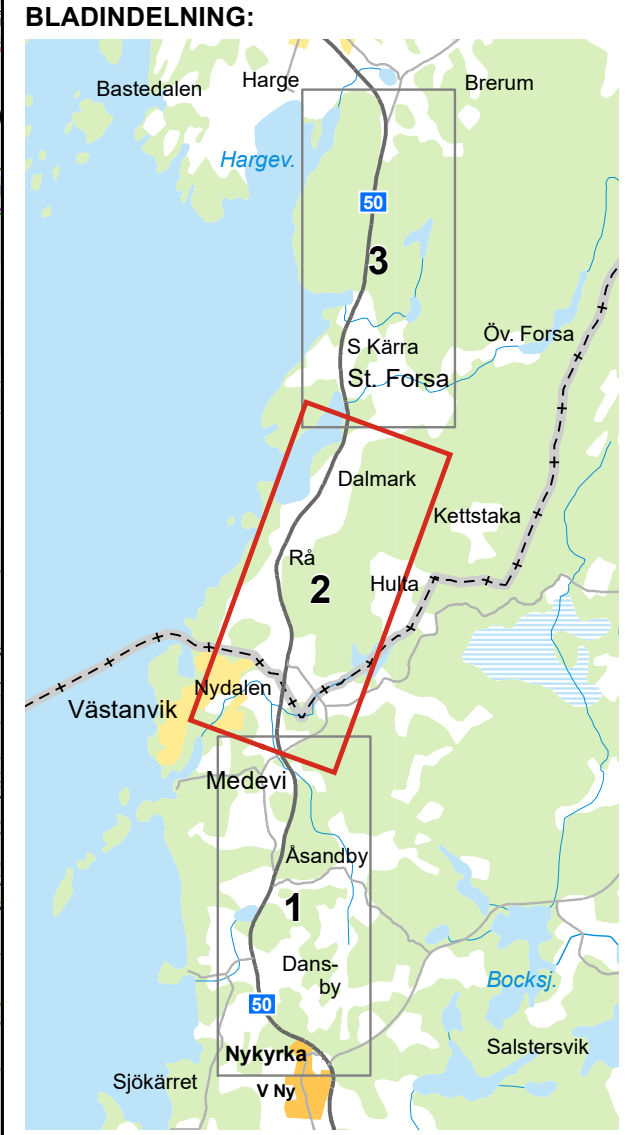 BLADINDELNING:
Bastedalen
Harge
Brerum
Hargev.
50
3
Öv. Forsa
S Kärra
St. Forsa
Dalmark
Kettstaka
Rå
2
Hulta
Nydalen
Västanvik
Medevi
Åsandby
1
Dans-
by
Bocksj.
50
Nykyrka
Salstersvik
Sjökärret
V Ny